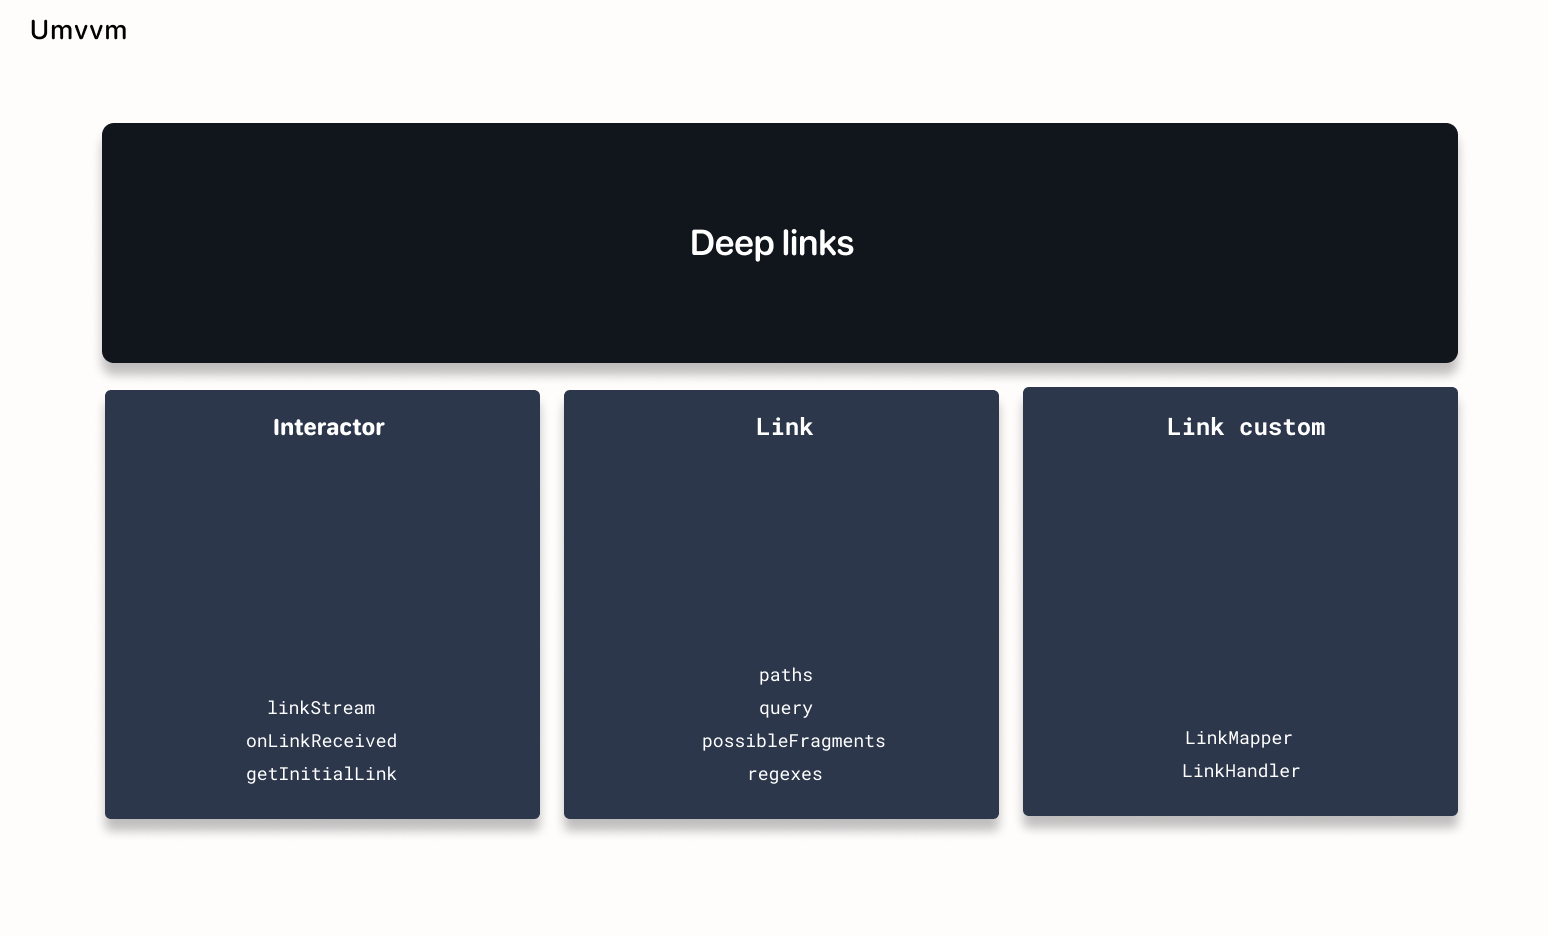 Umvvm
Deep links
Interactor
linkStream
onLinkReceived
getInitialLink
Link
paths
query
possibleFragments
regexes
Link custom
LinkMapper
LinkHandler